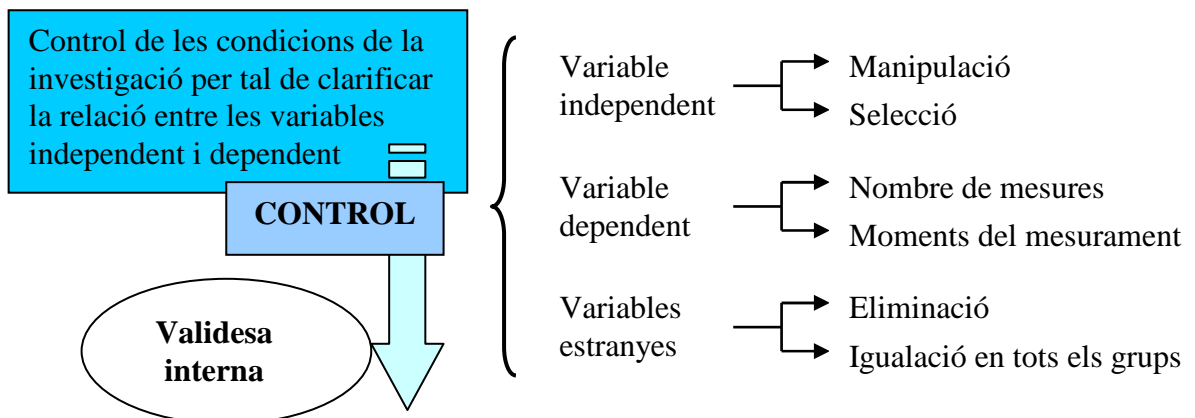 Control de les condicions de la
investigació per tal de clarificar
la relació entre les variables
independent i dependent
CONTROL
Validesa
interna
Variable
independent
Manipulació
Selecció
Variable
dependent
Nombre de mesures
Moments del mesurament
Variables
estranyes
Eliminació
Igualació en tots els grups